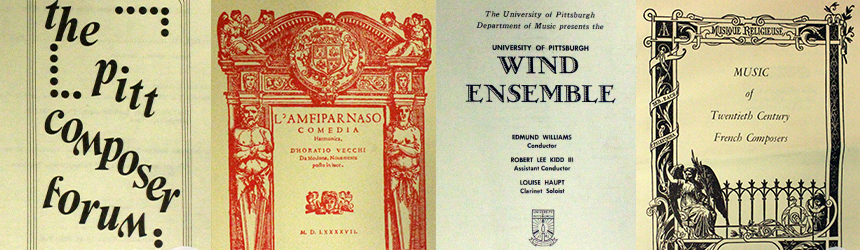 the
pitt
composer
forum:
L'AMFIPARNASO
COMEDIA
Harmonica,
D'HORATIO VECCHI
Da Modona, Nouamente
posto in luce.
M. D. LXXXXVII.
The University of Pittsburgh
Department of Music presents the
UNIVERSITY OF PITTSBURGH
WIND
ENSEMBLE
EDMUND WILLIAMS
Conductor
ROBERT LEE KIDD III
Assistant Conductor
LOUISE HAUPT
Clarinet Soloist
A MUSIQUE RELIGIEUSE
MUSIC
of
Twentieth Century
French Composers